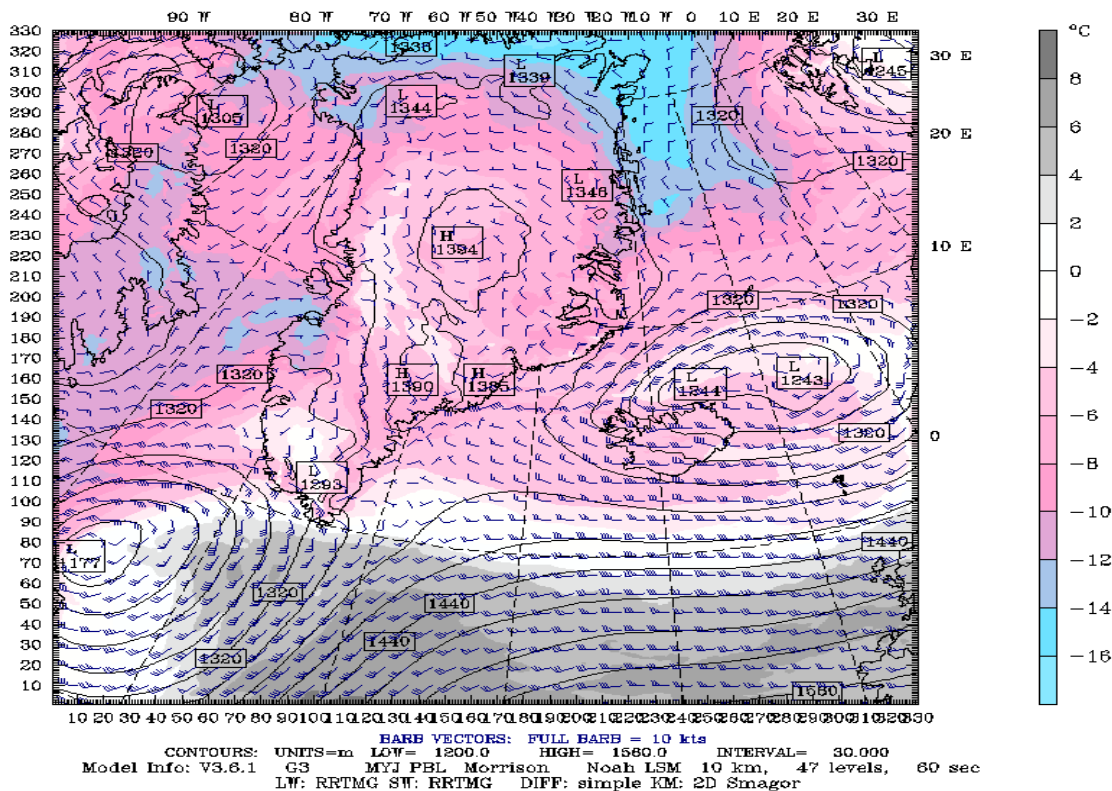 90 W 80 W 70 W 60 W 50 W 40 W 30 W 20 W 10 W 0 10 E 20 E 30 E
°C
330
320
310
300
290
280
270
260
250
240
230
220
210
200
190
180
170
160
150
140
130
120
110
100
90
80
70
60
50
40
30
20
10
30 E
20 E
10 E
0
8
6
4
2
0
-2
-4
-6
-8
-10
-12
-14
-16
1338
L 1339
L 1245
L 1344
L 1305
1320
1320
1320
1320
L 1346
H 1394
1320
1320
H 1390
H 1385
1320
L 1244
L 1243
1320
1320
L 1293
1440
L 1177
1320
1440
1440
1320
1560
10 20 30 40 50 60 70 80 90 100 110 120 130 140 150 160 170 180 190 200 210 220 230 240 250 260 270 280 290 300 310 320 330
BARB VECTORS: FULL BARB = 10 kts
CONTOURS: UNITS=m LOW= 1200.0 HIGH= 1560.0 INTERVAL= 30.000
Model Info: V3.6.1 G3 MYJ PBL Morrison Noah LSM 10 km, 47 levels, 60 sec
LW: RRTMG SW: RRTMG DIFF: simple KM: 2D Smagor